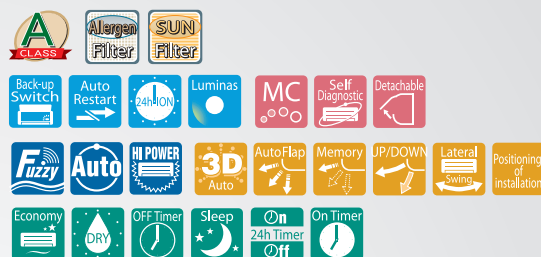 A
CLASS
Allergen
Filter
SUN
Filter
Back-up
Switch
Auto
Restart
24h ION
Luminas
MC
Self
Diagnostic
Detachable
Fuzzy
Auto
HI POWER
3D
Auto
AutoFlap
Memory
UP/DOWN
Lateral
Swing
Positioning
of
installation
Economy
DRY
OFF Timer
Sleep
On
24h Timer
Off
On Timer